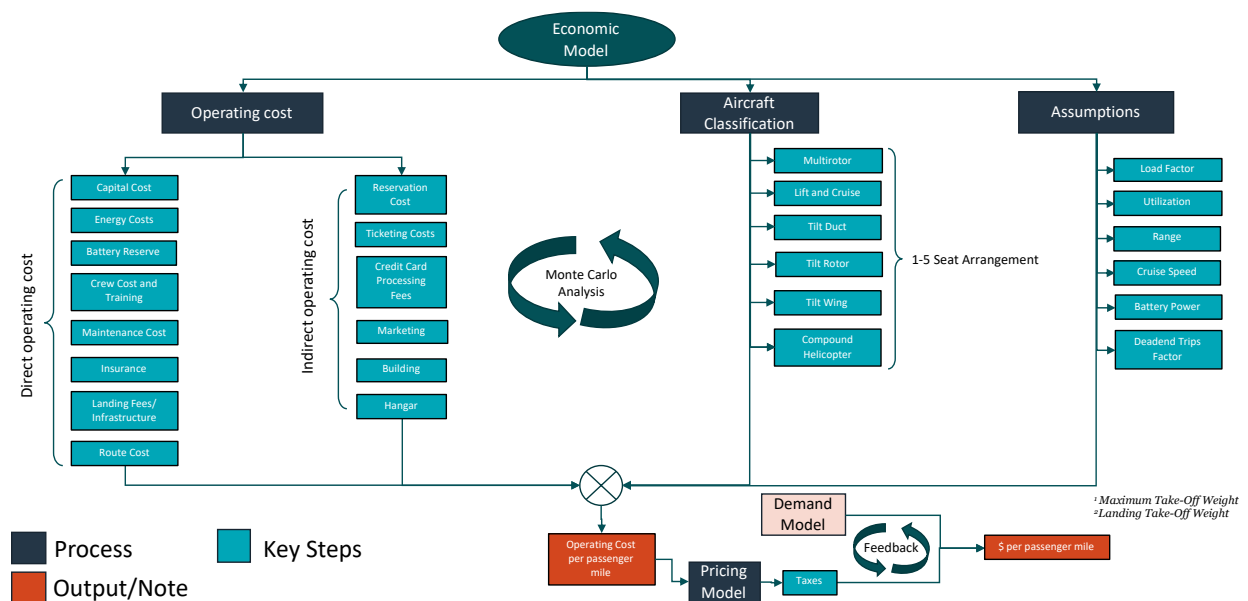 Economic
Model
Operating cost
Aircraft
Classification
Assumptions
Direct operating cost
Capital Cost
Energy Costs
Battery Reserve
Crew Cost and
Training
Maintenance Cost
Insurance
Landing Fees/
Infrastructure
Route Cost
Indirect operating cost
Reservation
Cost
Ticketing Costs
Credit Card
Processing
Fees
Marketing
Building
Hangar
Monte Carlo
Analysis
Multirotor
Lift and Cruise
Tilt Duct
Tilt Rotor
Tilt Wing
Compound
Helicopter
1-5 Seat Arrangement
Load Factor
Utilization
Range
Cruise Speed
Battery Power
Deadend Trips
Factor
¹ Maximum Take-Off Weight
²Landing Take-Off Weight
Demand
Model
Feedback
$ per passenger mile
Operating Cost
per passenger
mile
Pricing
Model
Taxes
Process
Key Steps
Output/Note